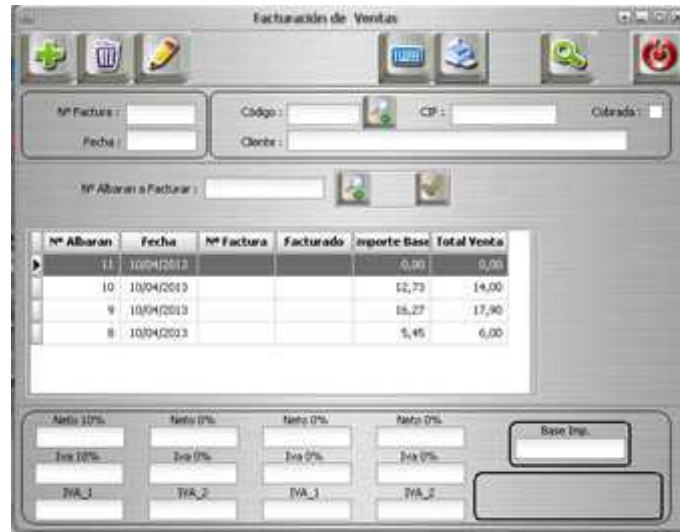 Facturación de Ventas
Nº Factura :
Código :
CIF :
Cobrada :
Fecha :
Cliente :
Nº Albaran a Facturar :
Nº Albaran Fecha Nº Factura Facturado mporte Base Total Venta
11 10/04/2013 0,00 0,00
10 10/04/2013 12,73 14,00
9 10/04/2013 16,27 17,90
8 10/04/2013 5,45 6,00
Neto 10% Neto 0% Neto 0% Neto 0%
Base Imp.
Iva 10% Iva 0% Iva 0% Iva 0%
IVA_1 IVA_2 IVA_1 IVA_2